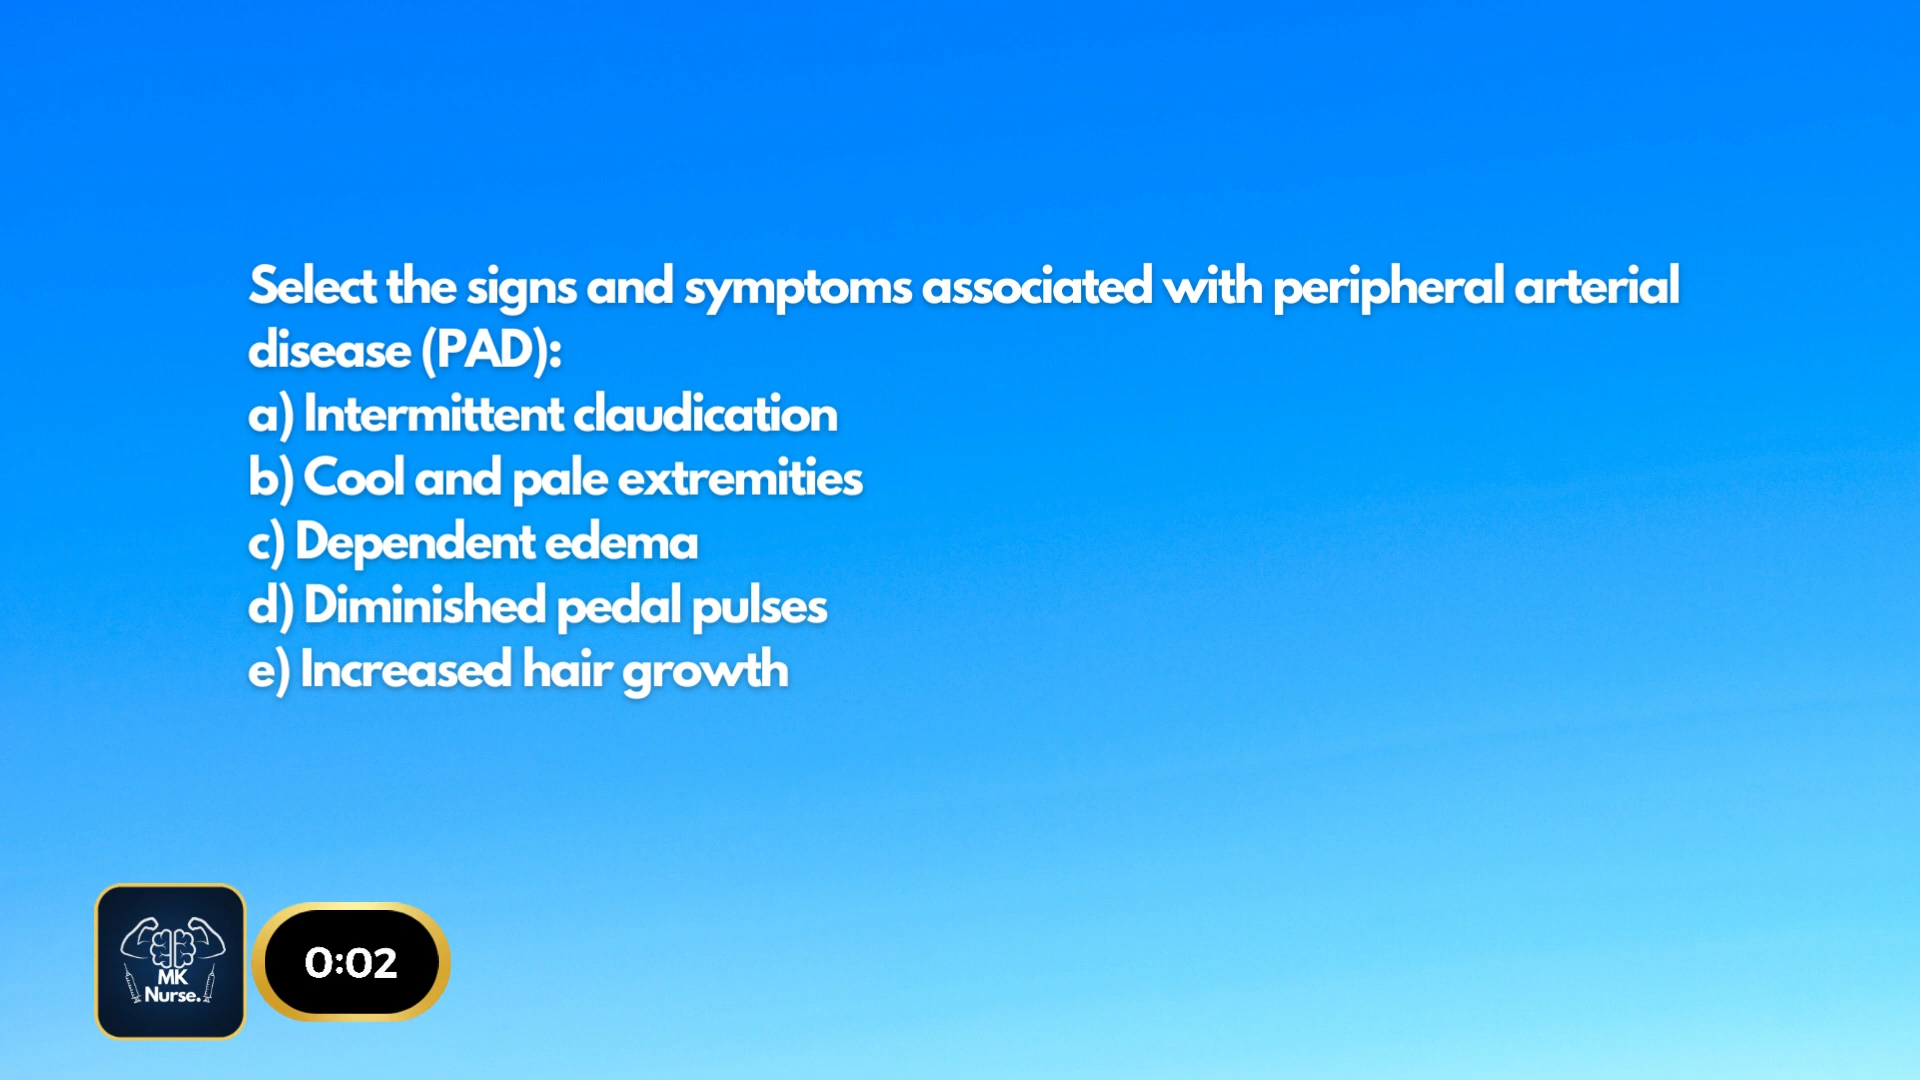 Select the signs and symptoms associated with peripheral arterial
disease (PAD):
a) Intermittent claudication
b) Cool and pale extremities
c) Dependent edema
d) Diminished pedal pulses
e) Increased hair growth
MK
Nurse.
0:02